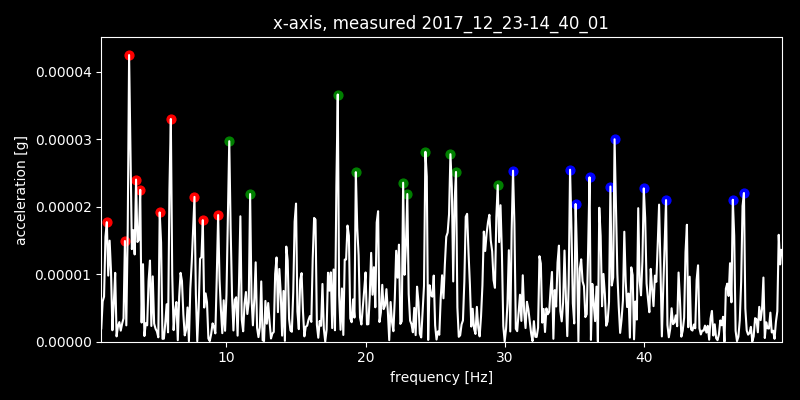 x-axis, measured 2017_12_23-14_40_01
acceleration [g]
0.00004
0.00003
0.00002
0.00001
0.00000
10 20 30 40
frequency [Hz]